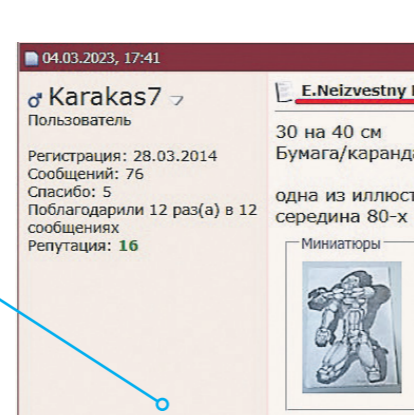 04.03.2023, 17:41
Karakas7
Пользователь
Регистрация: 28.03.2014
Сообщений: 76
Спасибо: 5
Поблагодарили 12 раз(а) в 12
сообщениях
Репутация: 16
E.Neizvestny
30 на 40 см
Бумага/каранда
одна из иллюст
середина 80-х
Миниатюры